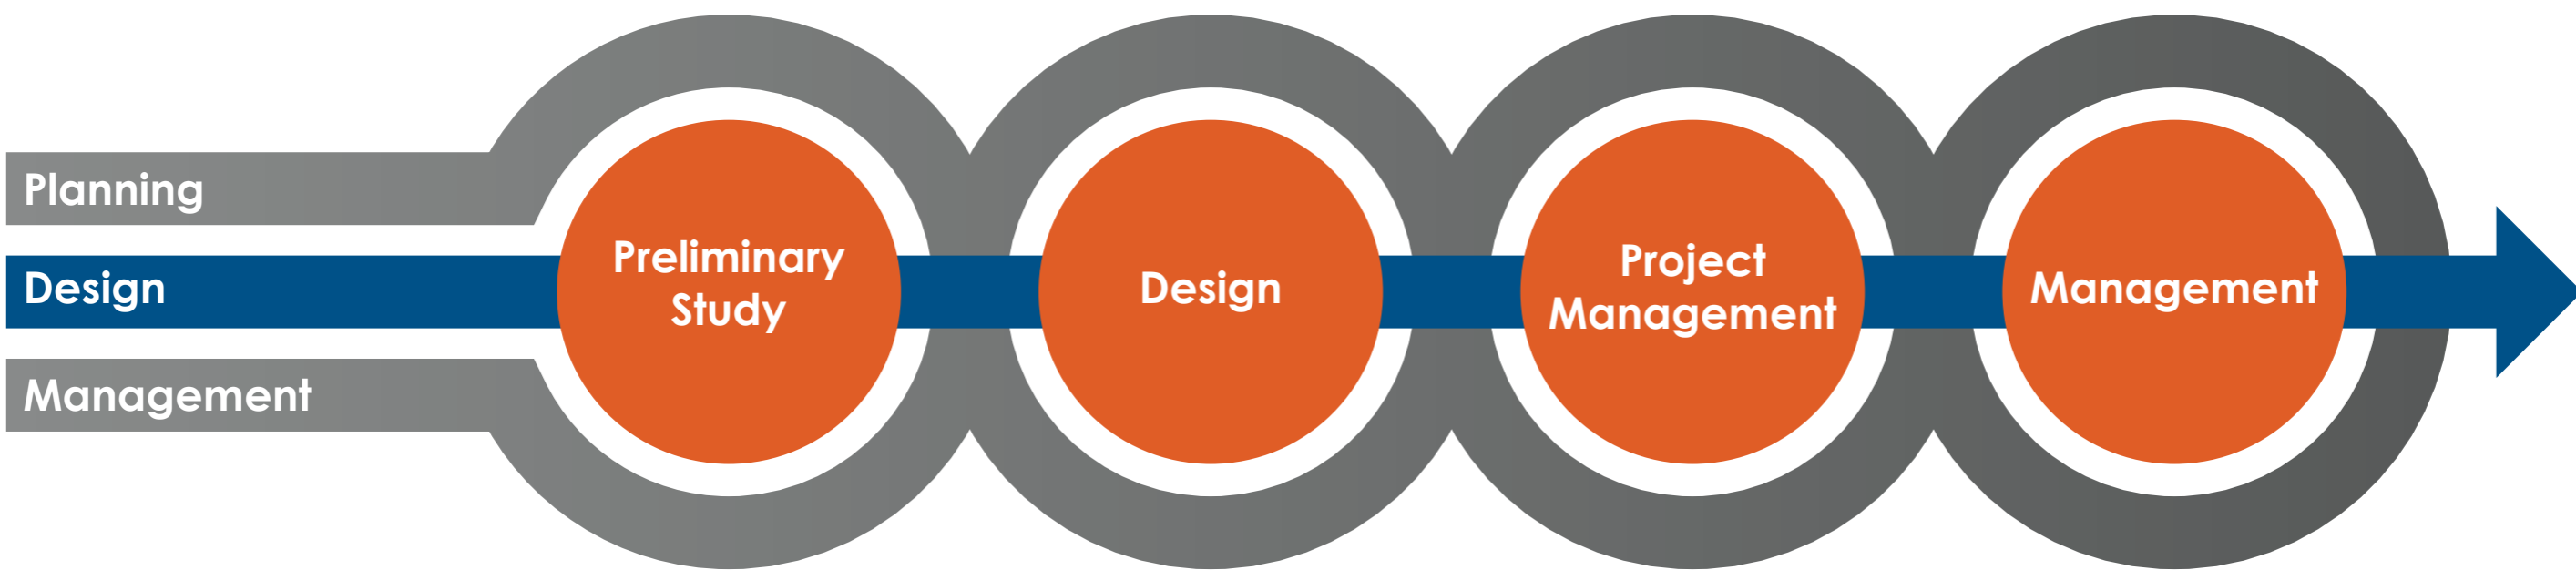 Planning
Design
Management
Preliminary
Study
Design
Project
Management
Management